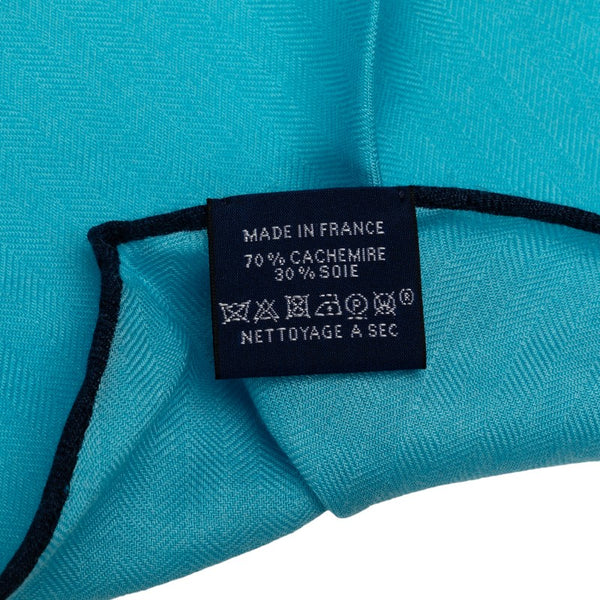 MADE IN FRANCE
70% CACHEMIRE
30% SOIE
®
NETTOYAGE A SEC